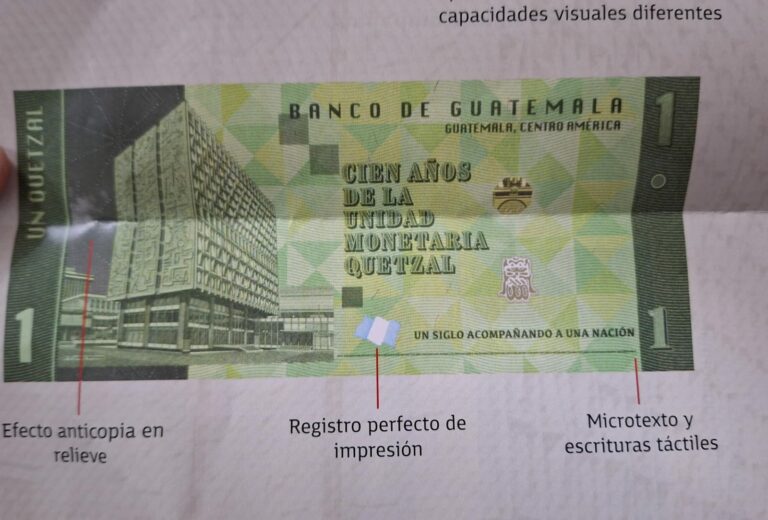 capacidades visuales diferentes
UN QUETZAL
BANCO DE GUATEMALA
GUATEMALA, CENTRO AMÉRICA
1
CIEN AÑOS
DE LA
UNIDAD
MONETARIA
QUETZAL
1
UN SIGLO ACOMPAÑANDO A UNA NACIÓN
1
Efecto anticopia en
relieve
Registro perfecto de
impresión
Microtexto y
escrituras táctiles